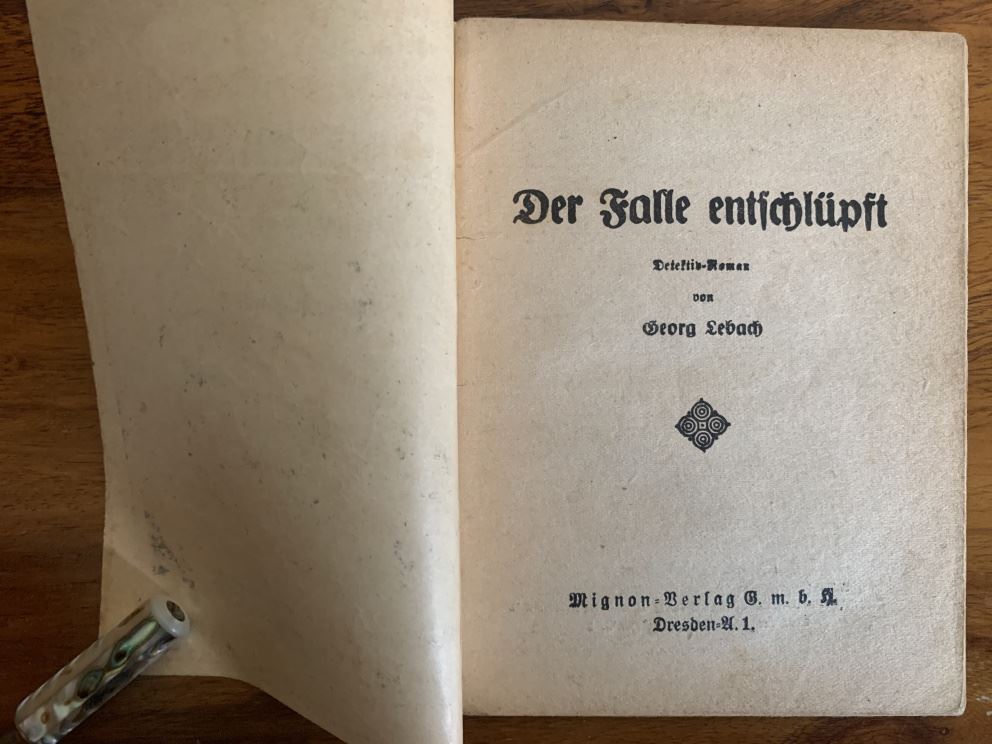 Der Falle entschlüpft
Detektiv-Roman
von
Georg Lebach
Mignon-Verlag G. m. b. H.
Dresden-A. 1.